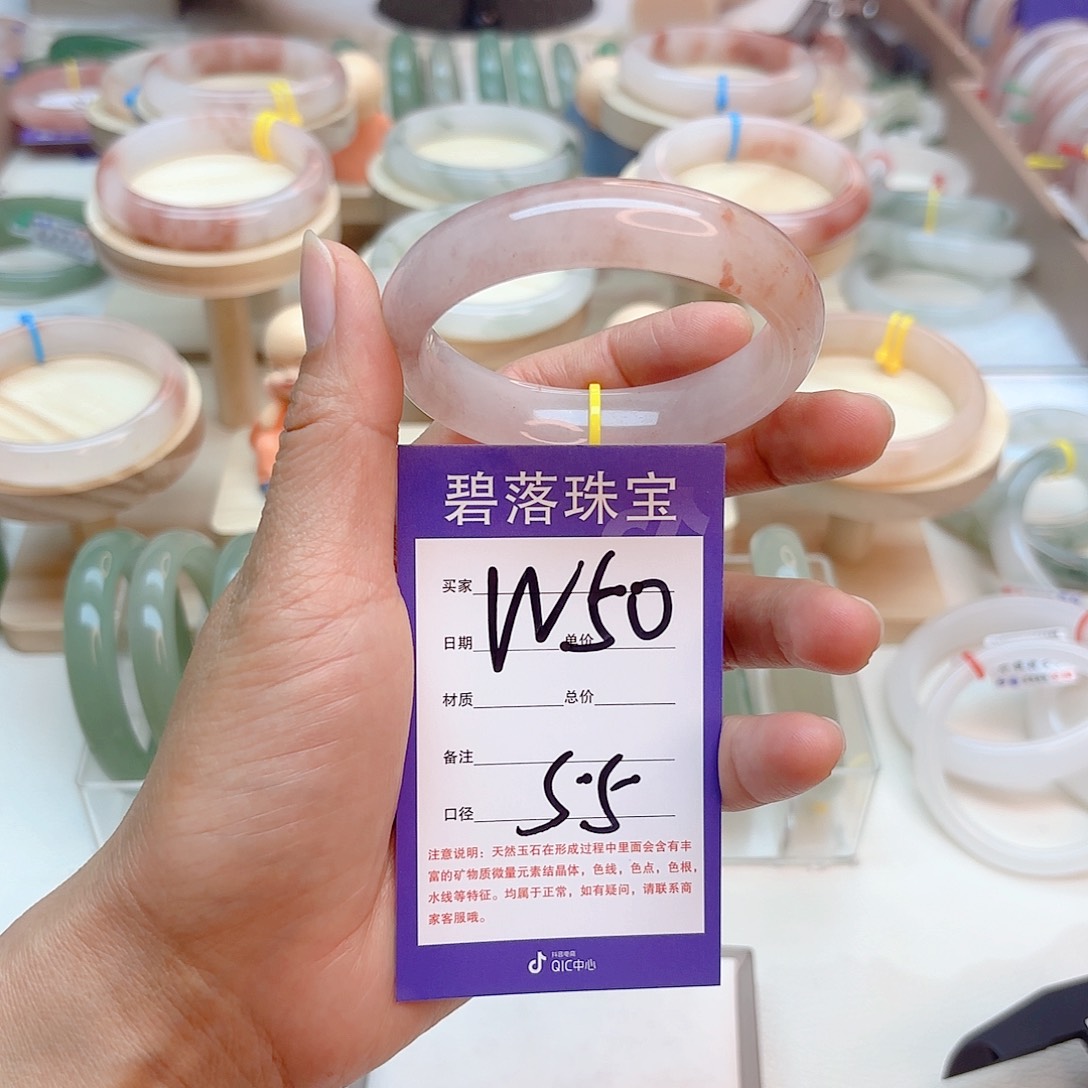 碧落珠宝
买家 W50
日期 单价
材质 总价
备注
口径 55
注意说明：天然玉石在形成过程中里面会含有丰
富的矿物质微量元素结晶体，色线，色点，色根，
水线等特征。均属于正常，如有疑问，请联系商
家客服哦。
抖音电商
QIC中心